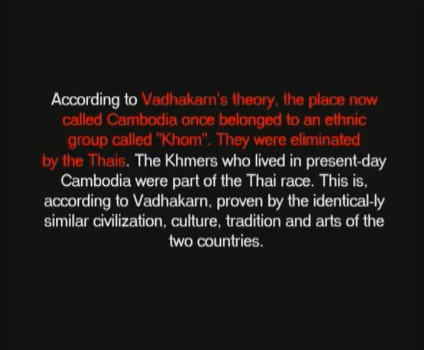 According to Vadhakarn's theory, the place now
called Cambodia once belonged to an ethnic
group called "Khom". They were eliminated
by the Thais. The Khmers who lived in present-day
Cambodia were part of the Thai race. This is,
according to Vadhakarn, proven by the identical-ly
similar civilization, culture, tradition and arts of the
two countries.